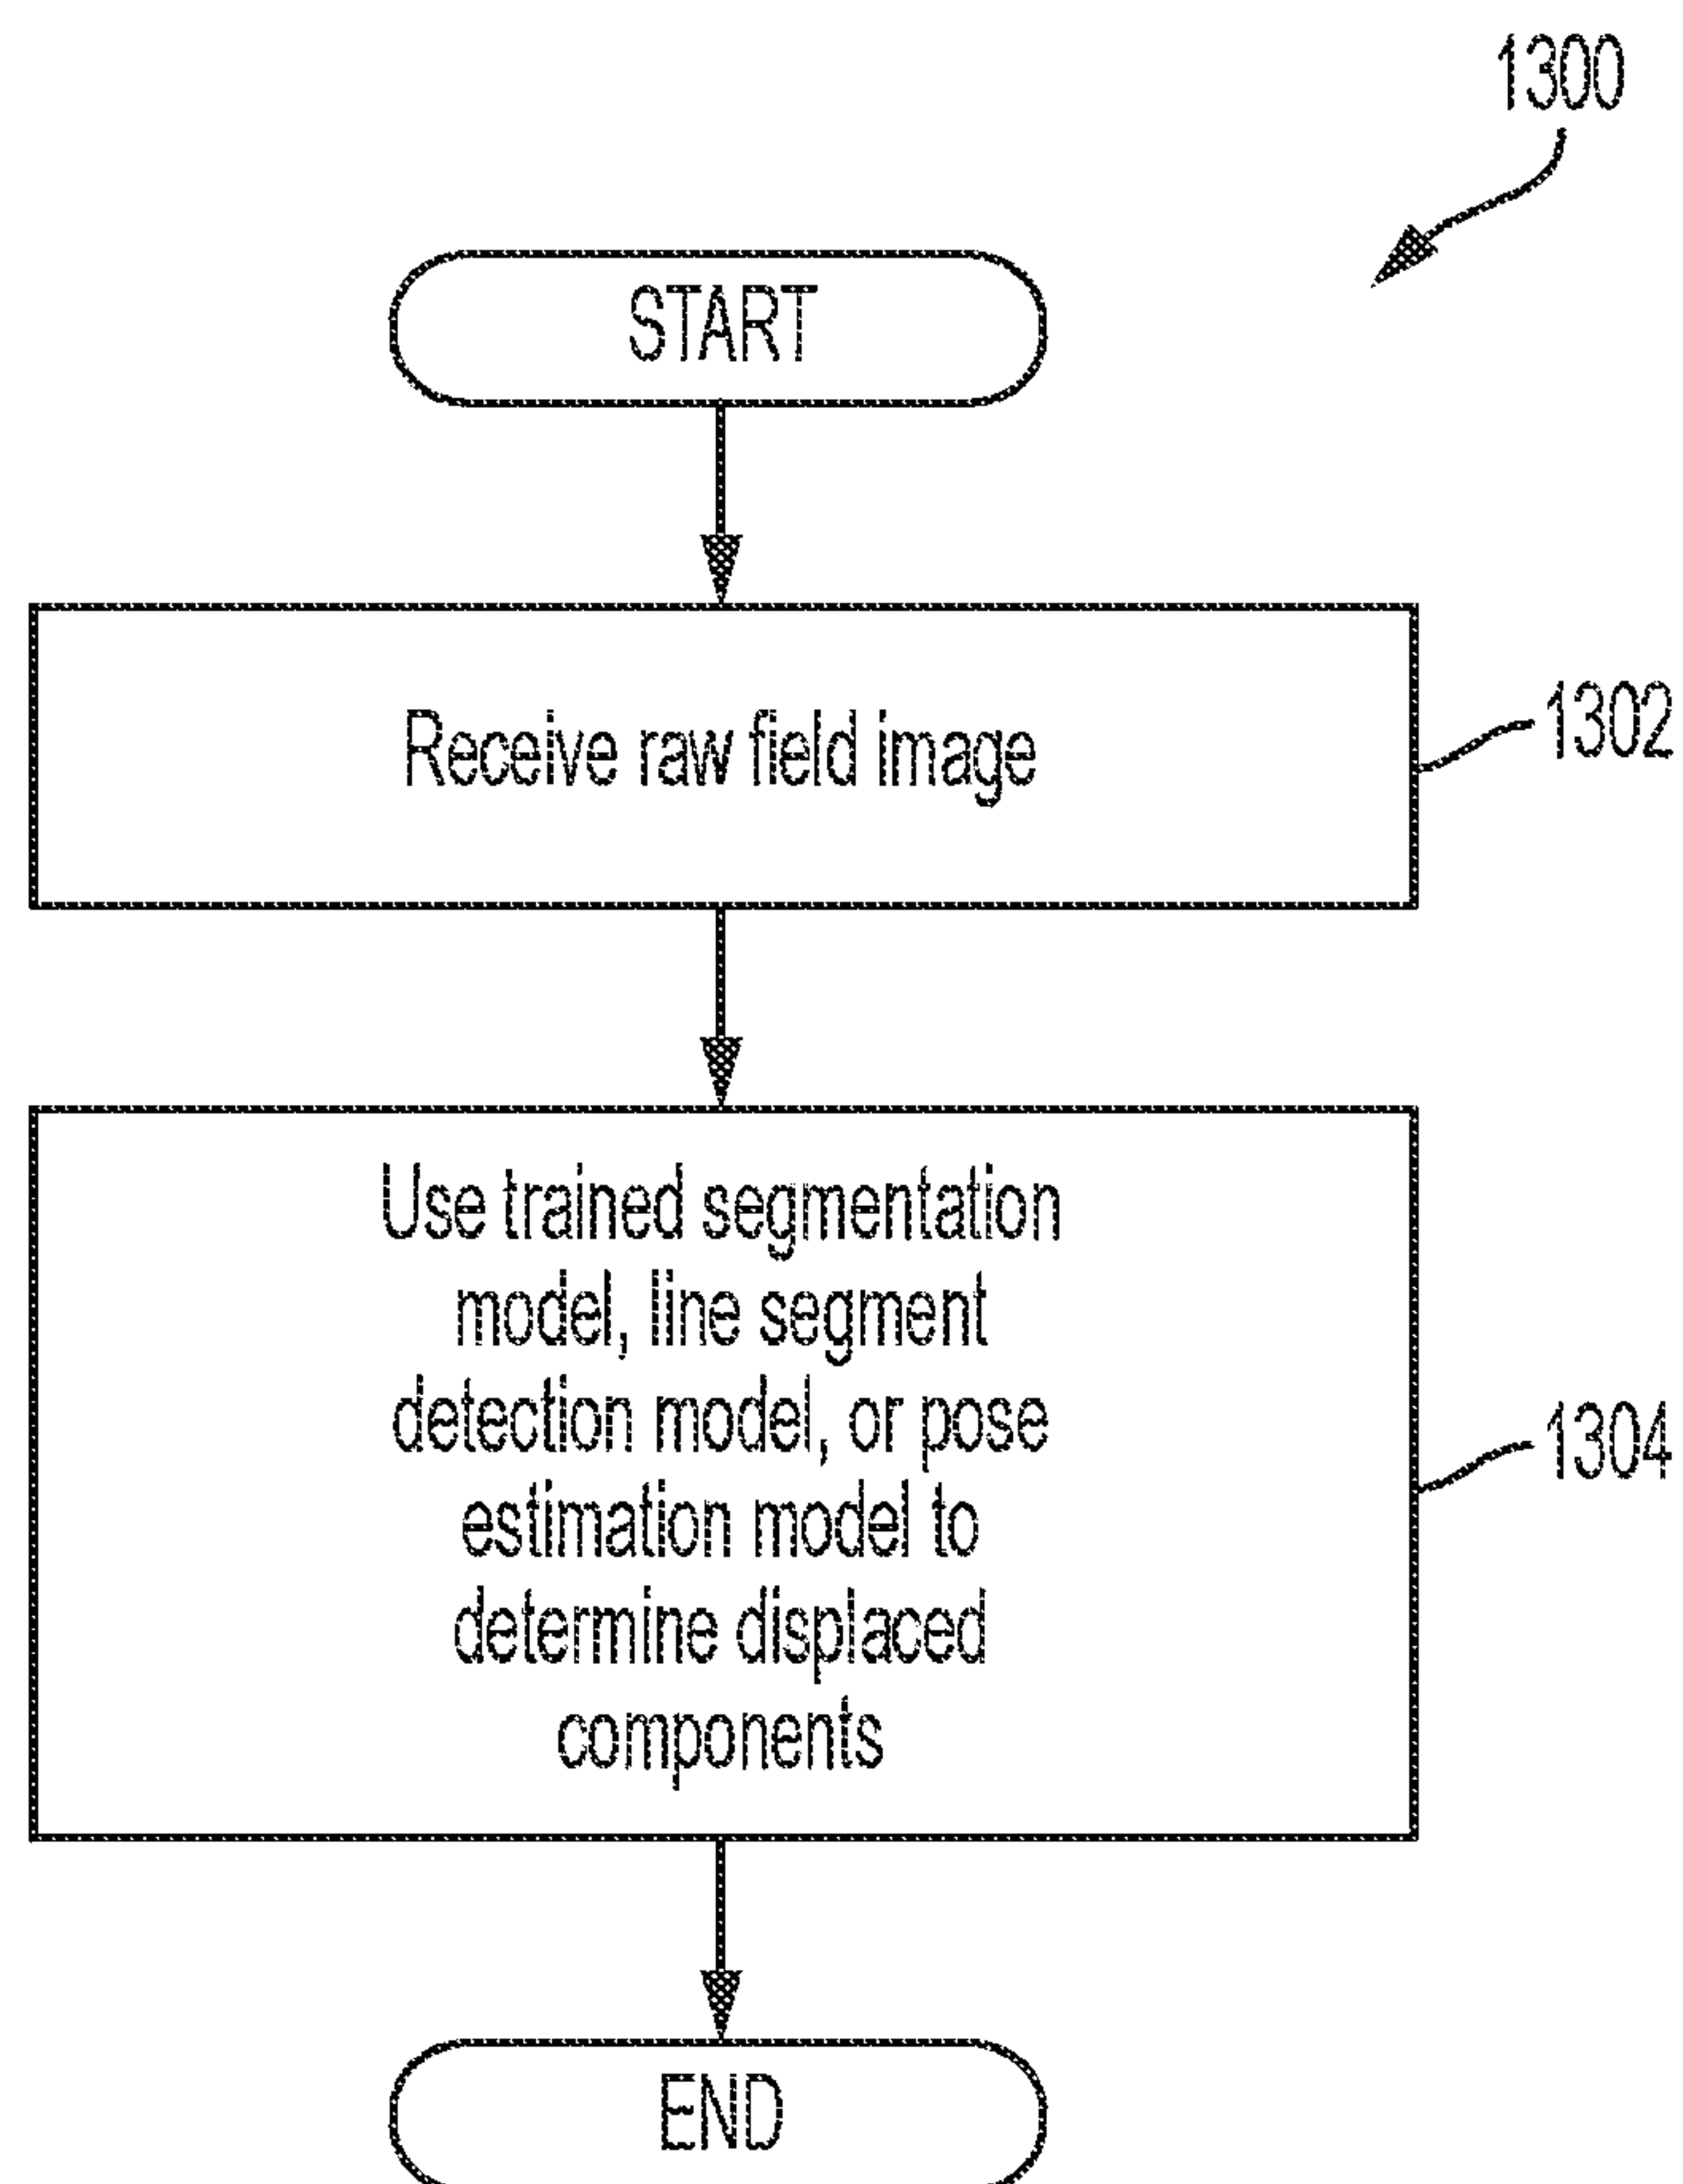 1300
START
Receive raw field image
1302
Use trained segmentation
model, line segment
detection model, or pose
estimation model to
determine displaced
components
1304
END